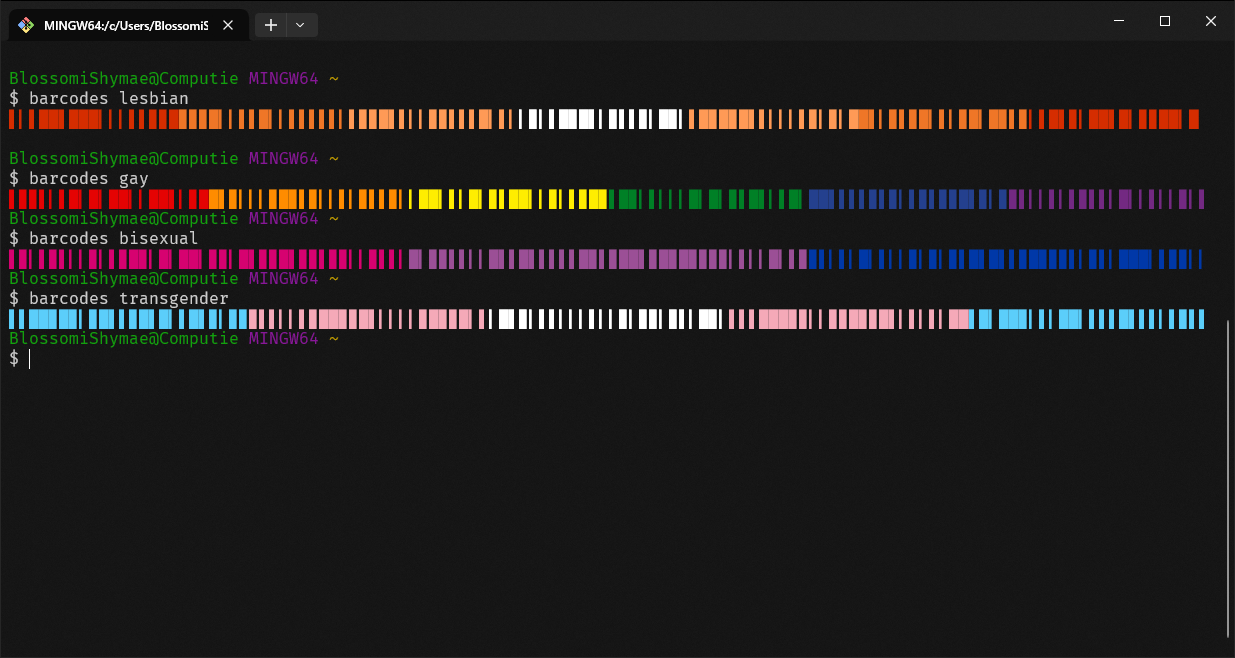 MINGW64:/c/Users/BlossomiS
BlossomiShymae@Computie MINGW64 ~
$ barcodes lesbian
BlossomiShymae@Computie MINGW64 ~
$ barcodes gay
BlossomiShymae@Computie MINGW64 ~
$ barcodes bisexual
BlossomiShymae@Computie MINGW64 ~
$ barcodes transgender
BlossomiShymae@Computie MINGW64 ~
$